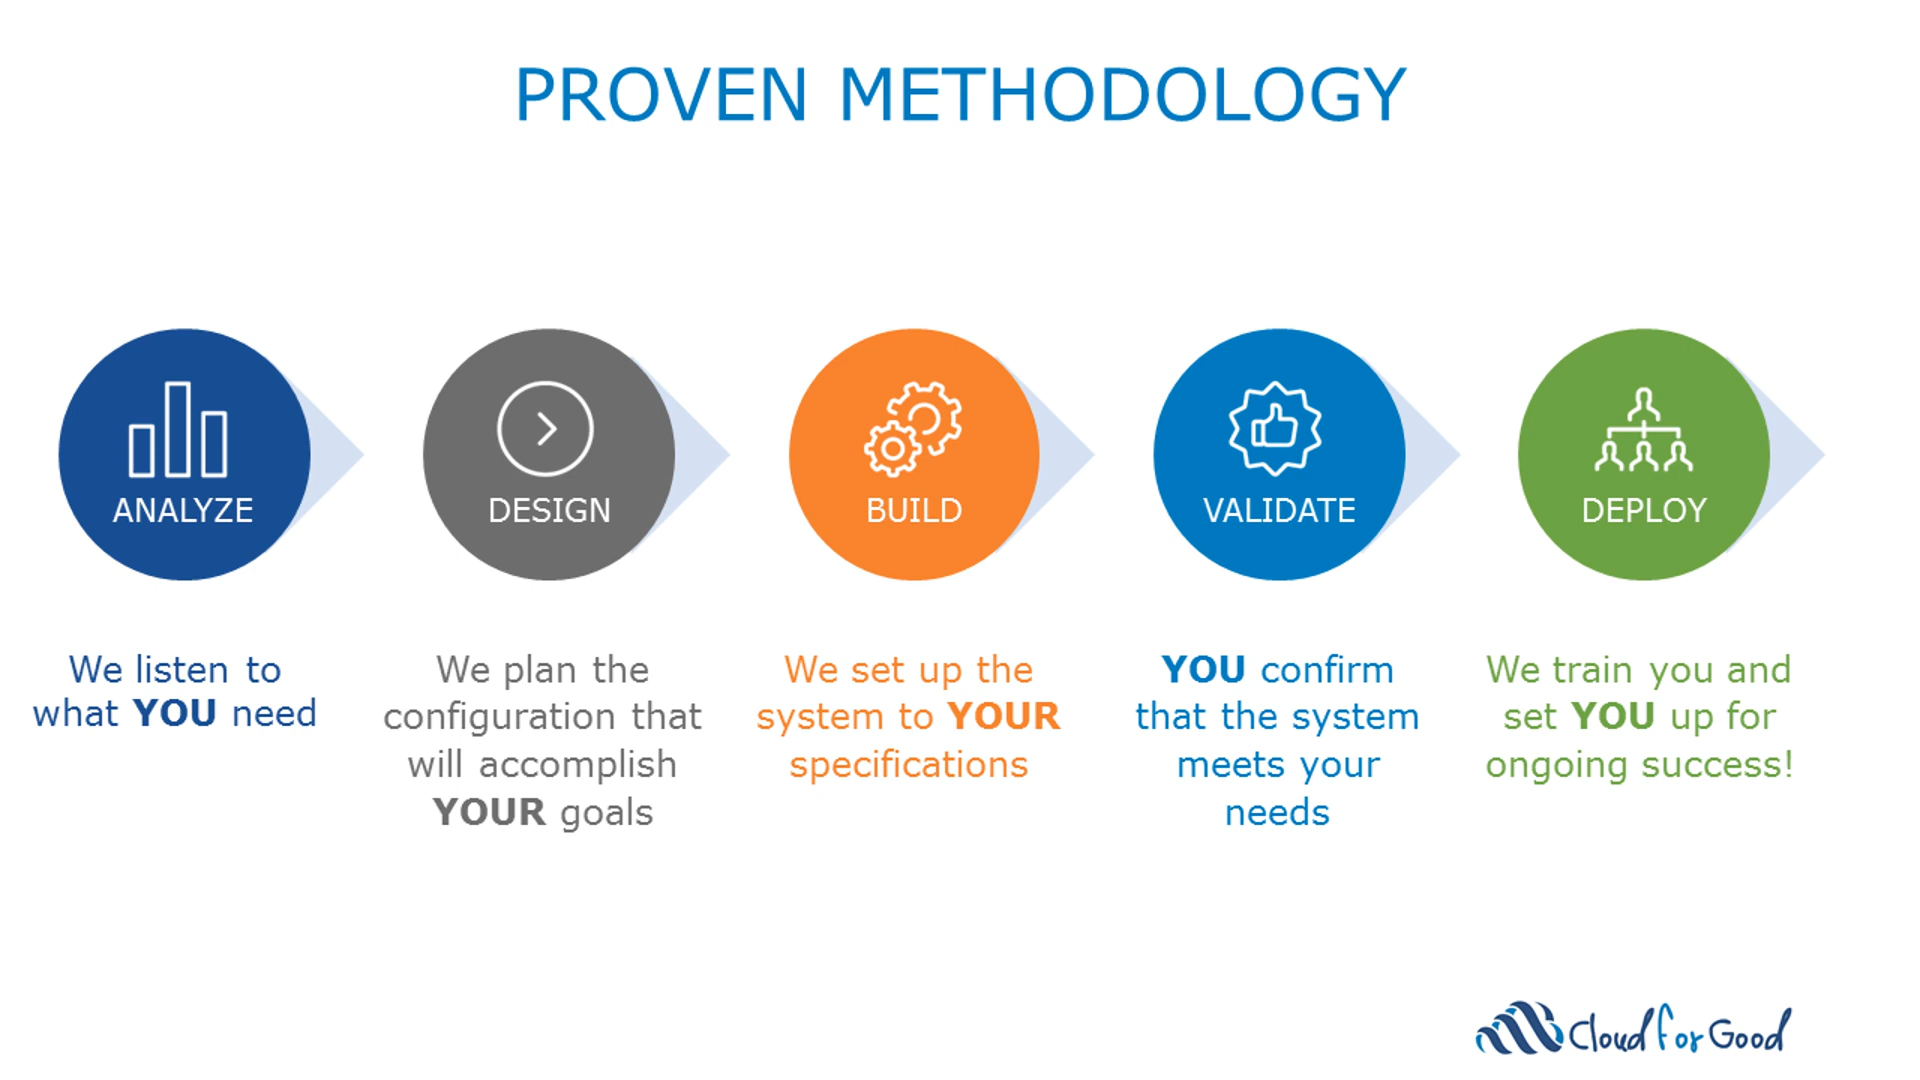 PROVEN METHODOLOGY
ANALYZE
DESIGN
BUILD
VALIDATE
DEPLOY
We listen to
what YOU need
We plan the
configuration that
will accomplish
YOUR goals
We set up the
system to YOUR
specifications
YOU confirm
that the system
meets your
needs
We train you and
set YOU up for
ongoing success!
Cloud for Good